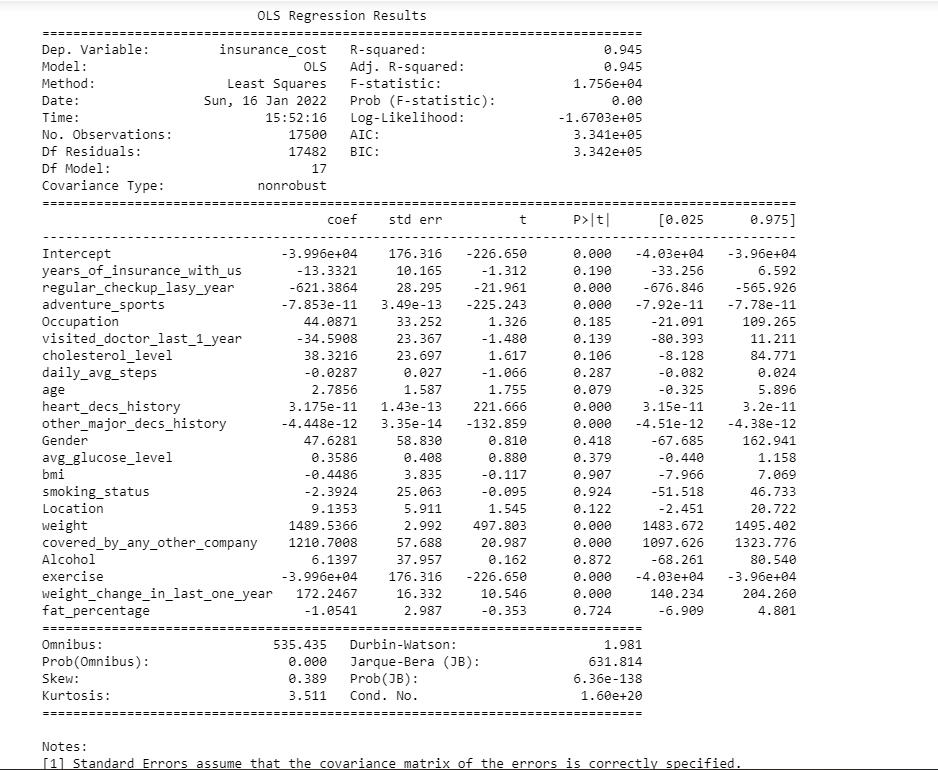 OLS Regression Results
==============================================================================
Dep. Variable: insurance_cost R-squared: 0.945
Model: OLS Adj. R-squared: 0.945
Method: Least Squares F-statistic: 1.756e+04
Date: Sun, 16 Jan 2022 Prob (F-statistic): 0.00
Time: 15:52:16 Log-Likelihood: -1.6703e+05
No. Observations: 17500 AIC: 3.341e+05
Df Residuals: 17482 BIC: 3.342e+05
Df Model: 17
Covariance Type: nonrobust
==================================================================================================
coef std err t P>|t| [0.025 0.975]
--------------------------------------------------------------------------------------------------
Intercept -3.996e+04 176.316 -226.650 0.000 -4.03e+04 -3.96e+04
years_of_insurance_with_us -13.3321 10.165 -1.312 0.190 -33.256 6.592
regular_checkup_lasy_year -621.3864 28.295 -21.961 0.000 -676.846 -565.926
adventure_sports -7.853e-11 3.49e-13 -225.243 0.000 -7.92e-11 -7.78e-11
Occupation 44.0871 33.252 1.326 0.185 -21.091 109.265
visited_doctor_last_1_year -34.5908 23.367 -1.480 0.139 -80.393 11.211
cholesterol_level 38.3216 23.697 1.617 0.106 -8.128 84.771
daily_avg_steps -0.0287 0.027 -1.066 0.287 -0.082 0.024
age 2.7856 1.587 1.755 0.079 -0.325 5.896
heart_decs_history 3.175e-11 1.43e-13 221.666 0.000 3.15e-11 3.2e-11
other_major_decs_history -4.448e-12 3.35e-14 -132.859 0.000 -4.51e-12 -4.38e-12
Gender 47.6281 58.830 0.810 0.418 -67.685 162.941
avg_glucose_level 0.3586 0.408 0.880 0.379 -0.440 1.158
bmi -0.4486 3.835 -0.117 0.907 -7.966 7.069
smoking_status -2.3924 25.063 -0.095 0.924 -51.518 46.733
Location 9.1353 5.911 1.545 0.122 -2.451 20.722
weight 1489.5366 2.992 497.803 0.000 1483.672 1495.402
covered_by_any_other_company 1210.7008 57.688 20.987 0.000 1097.626 1323.776
Alcohol 6.1397 37.957 0.162 0.872 -68.261 80.540
exercise -3.996e+04 176.316 -226.650 0.000 -4.03e+04 -3.96e+04
weight_change_in_last_one_year 172.2467 16.332 10.546 0.000 140.234 204.260
fat_percentage -1.0541 2.987 -0.353 0.724 -6.909 4.801
==============================================================================
Omnibus: 535.435 Durbin-Watson: 1.981
Prob(Omnibus): 0.000 Jarque-Bera (JB): 631.814
Skew: 0.389 Prob(JB): 6.36e-138
Kurtosis: 3.511 Cond. No. 1.60e+20
==============================================================================
Notes:
[1] Standard Errors assume that the covariance matrix of the errors is correctly specified.